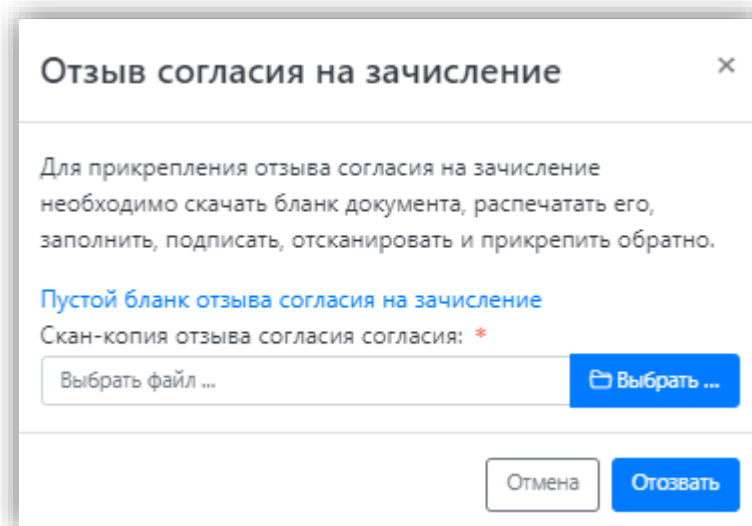 Отзыв согласия на зачисление ×
Для прикрепления отзыва согласия на зачисление
необходимо скачать бланк документа, распечатать его,
заполнить, подписать, отсканировать и прикрепить обратно.
Пустой бланк отзыва согласия на зачисление
Скан-копия отзыва согласия согласия: *
Выбрать файл ... Выбрать ...
Отмена Отозвать